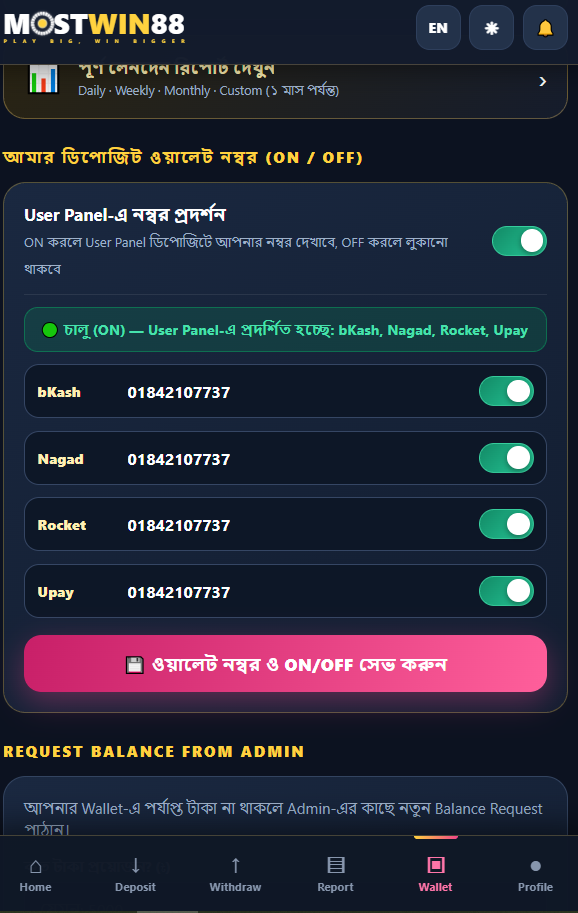 MOSTWIN88
PLAY BIG, WIN BIGGER
EN
পূর্ণ লেনদেন রিপোর্ট দেখুন
Daily · Weekly · Monthly · Custom (১ মাস পর্যন্ত)
আমার ডিপোজিট ওয়ালেট নম্বর (ON / OFF)
User Panel-এ নম্বর প্রদর্শন
ON করলে User Panel ডিপোজিটে আপনার নম্বর দেখাবে, OFF করলে লুকানো
থাকবে
চালু (ON) — User Panel-এ প্রদর্শিত হচ্ছে: bKash, Nagad, Rocket, Upay
bKash 01842107737
Nagad 01842107737
Rocket 01842107737
Upay 01842107737
ওয়ালেট নম্বর ও ON/OFF সেভ করুন
REQUEST BALANCE FROM ADMIN
আপনার Wallet-এ পর্যাপ্ত টাকা না থাকলে Admin-এর কাছে নতুন Balance Request
পাঠান।
Home Deposit Withdraw Report Wallet Profile